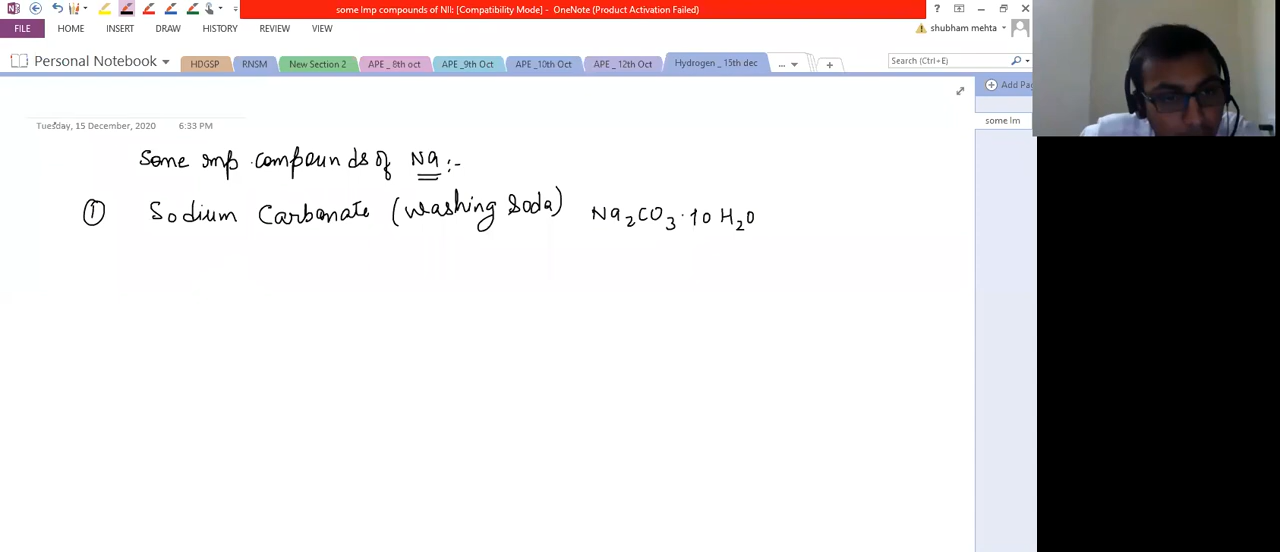 some Imp compounds of NII: [Compatibility Mode] - OneNote (Product Activation Failed)
FILE HOME INSERT DRAW HISTORY REVIEW VIEW
shubham mehta
Personal Notebook
HDGSP RNSM New Section 2 APE _ 8th oct APE _9th Oct APE _10th Oct APE _ 12th Oct Hydrogen _ 15th dec ...
Search (Ctrl+E)
Add Pag
some Im
Tuesday, 15 December, 2020 6:33 PM
Some imp compounds of Na :-
① Sodium Carbonate (washing Soda) Na₂CO₃·10 H₂O